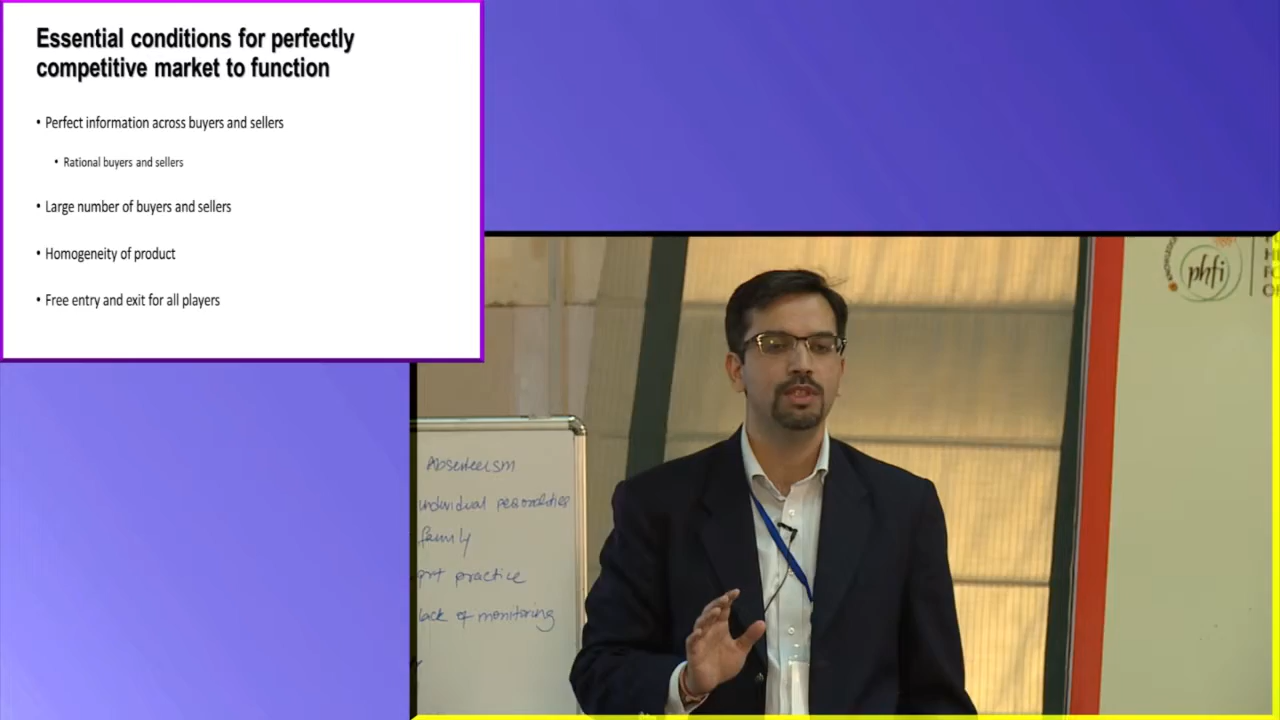 Essential conditions for perfectly
competitive market to function
• Perfect information across buyers and sellers
• Rational buyers and sellers
• Large number of buyers and sellers
• Homogeneity of product
• Free entry and exit for all players
phfi
Absenteeism
individual
family
pvt practice
lack of monitoring